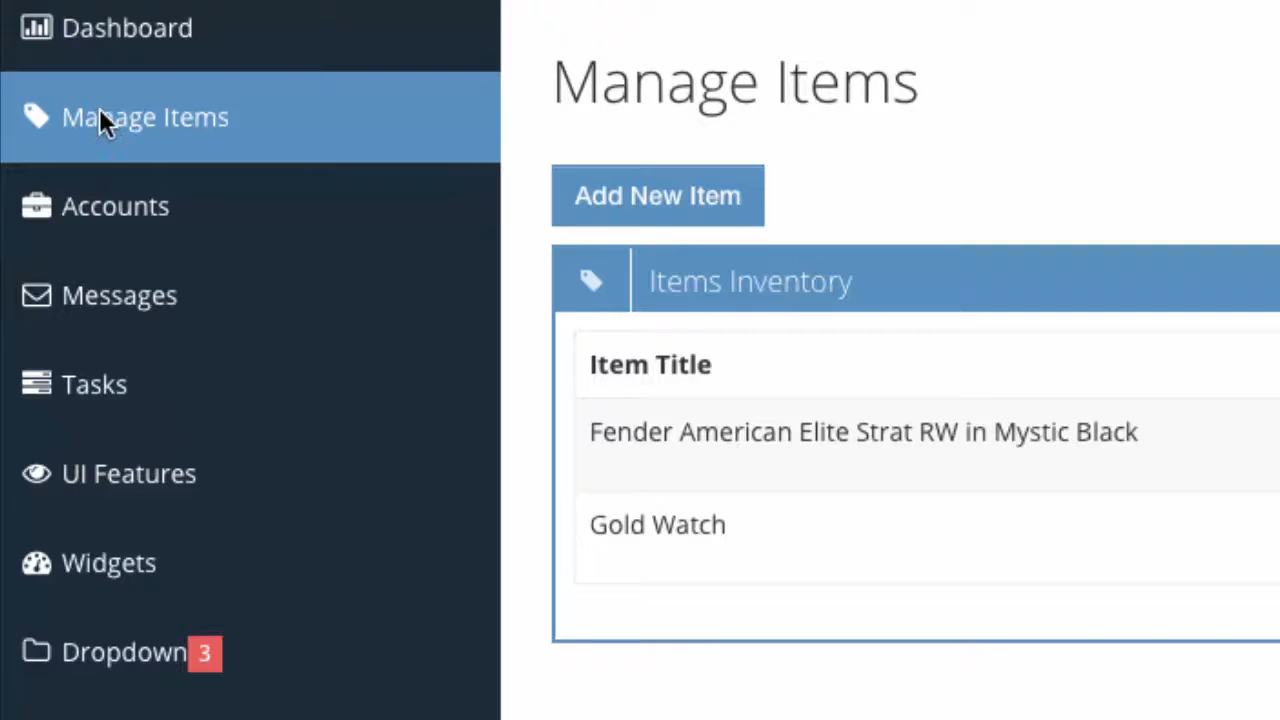 Dashboard
Manage Items
Accounts
Messages
Tasks
UI Features
Widgets
Dropdown 3
Manage Items
Add New Item
Items Inventory
Item Title
Fender American Elite Strat RW in Mystic Black
Gold Watch